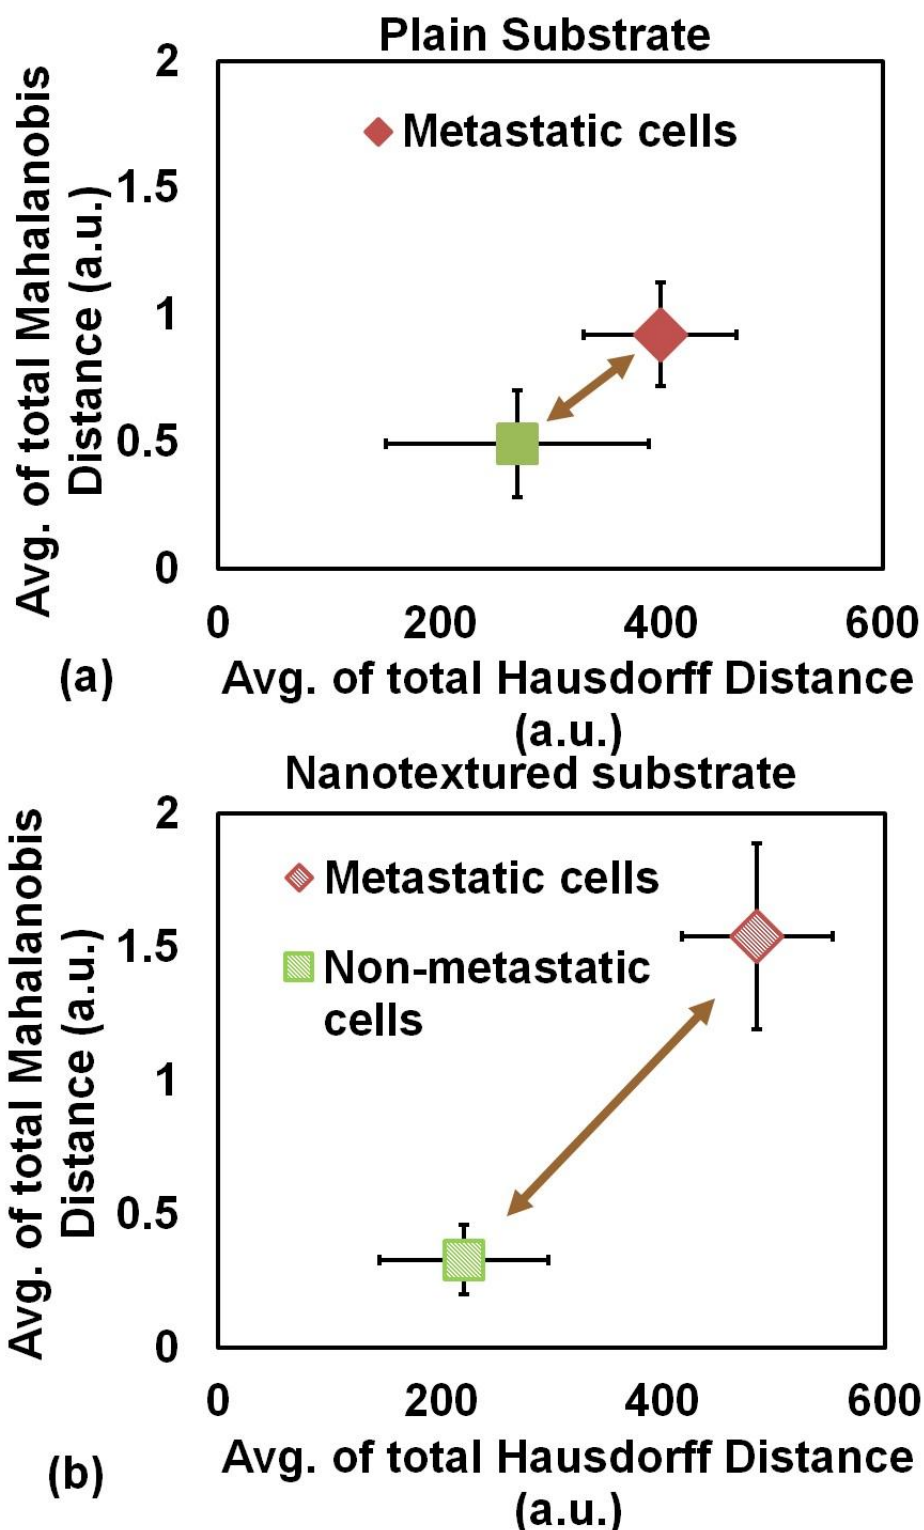 Plain Substrate
Avg. of total Mahalanobis
Distance (a.u.)
2
1.5
1
0.5
0
Metastatic cells
0 200 400 600
(a)
Avg. of total Hausdorff Distance
(a.u.)
Nanotextured substrate
Avg. of total Mahalanobis
Distance (a.u.)
2
1.5
1
0.5
0
Metastatic cells
Non-metastatic
cells
0 200 400 600
(b)
Avg. of total Hausdorff Distance
(a.u.)